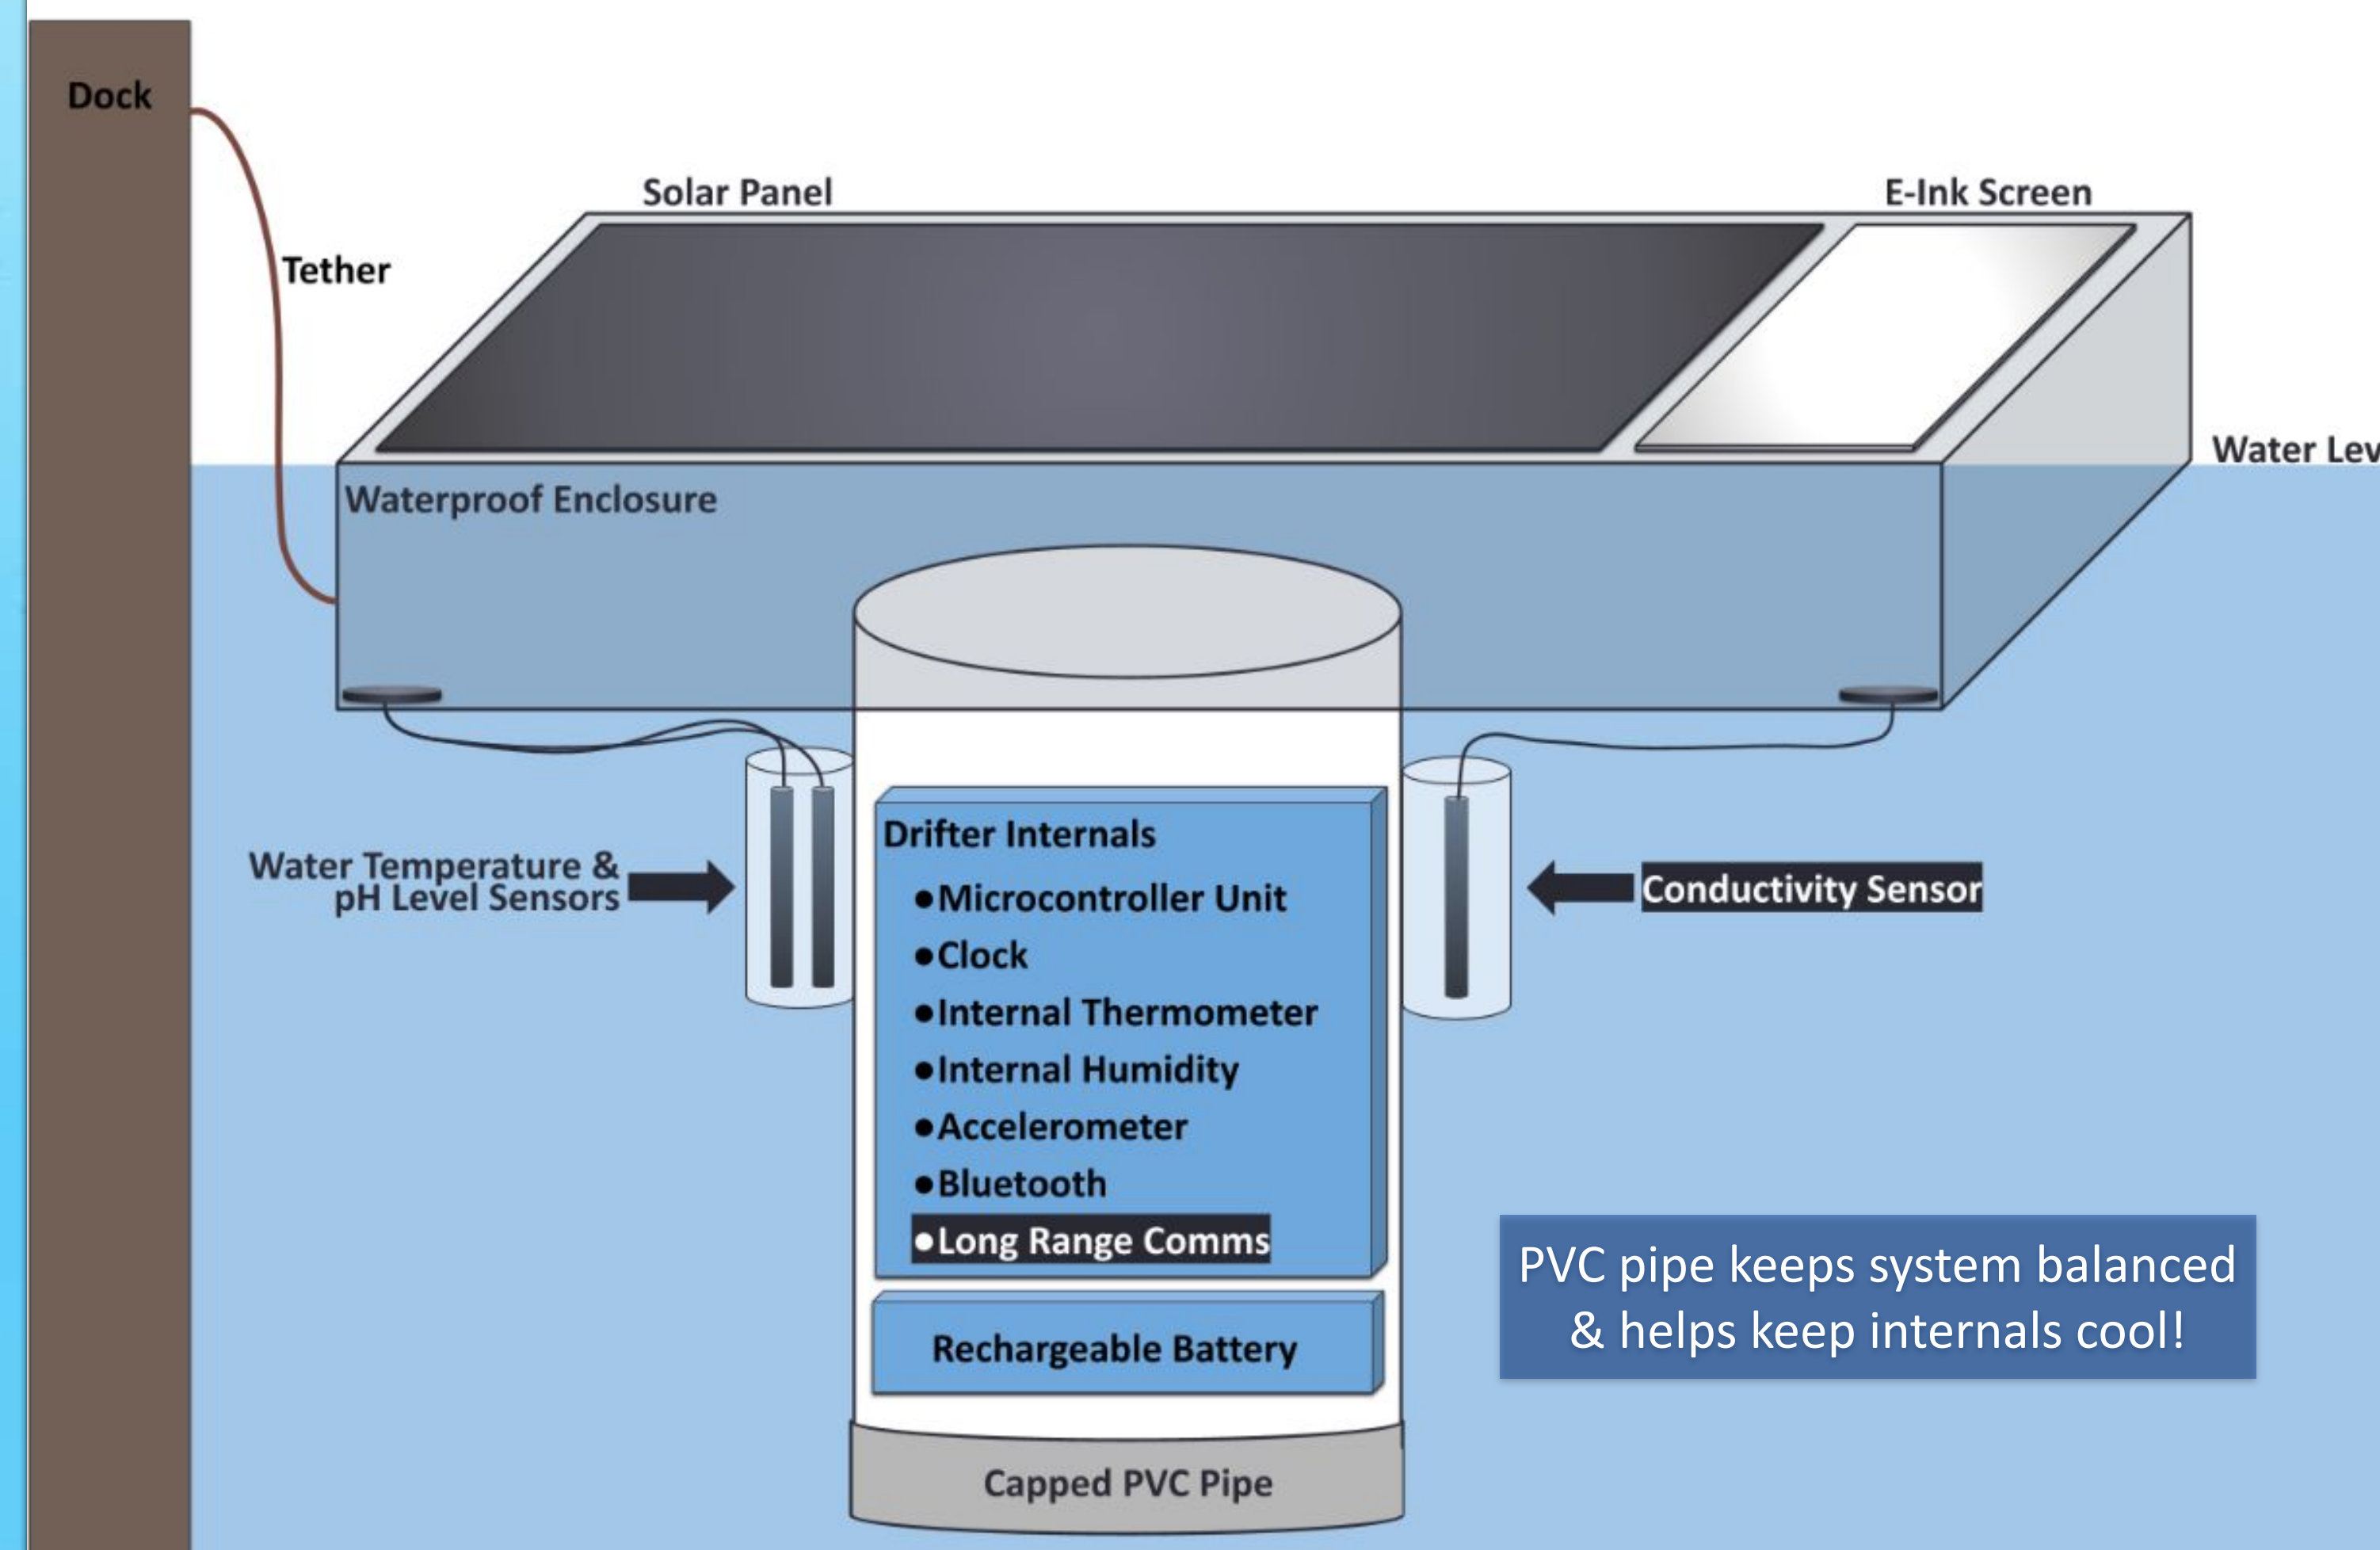 Dock
Solar Panel
E-Ink Screen
Tether
Water Lev
Waterproof Enclosure
Water Temperature &
pH Level Sensors
Conductivity Sensor
Drifter Internals
●Microcontroller Unit
●Clock
●Internal Thermometer
●Internal Humidity
●Accelerometer
●Bluetooth
●Long Range Comms
Rechargeable Battery
Capped PVC Pipe
PVC pipe keeps system balanced
& helps keep internals cool!